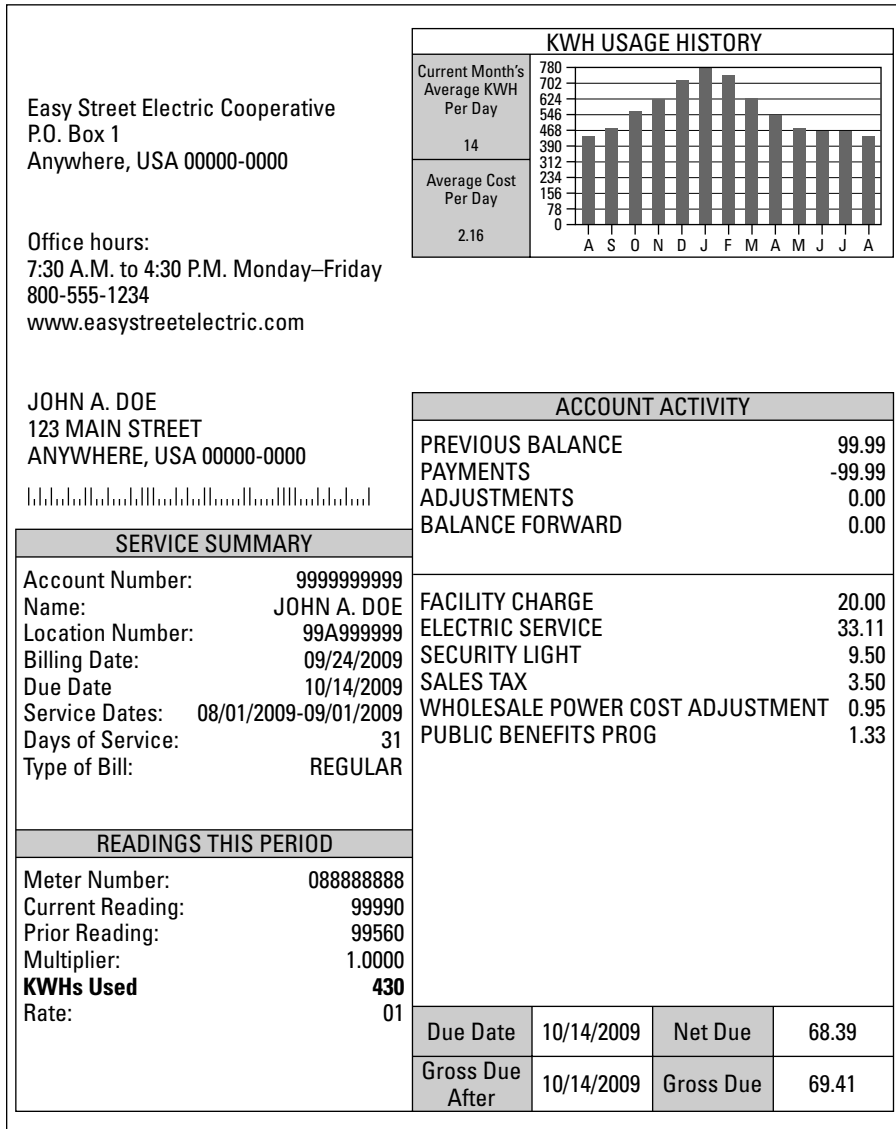 Easy Street Electric Cooperative
P.O. Box 1
Anywhere, USA 00000-0000
Office hours:
7:30 A.M. to 4:30 P.M. Monday–Friday
800-555-1234
www.easystreetelectric.com
KWH USAGE HISTORY
Current Month's
Average KWH
Per Day
14
Average Cost
Per Day
2.16
780
702
624
546
468
390
312
234
156
78
0
A S O N D J F M A M J J A
JOHN A. DOE
123 MAIN STREET
ANYWHERE, USA 00000-0000
SERVICE SUMMARY
Account Number: 9999999999
Name: JOHN A. DOE
Location Number: 99A999999
Billing Date: 09/24/2009
Due Date 10/14/2009
Service Dates: 08/01/2009-09/01/2009
Days of Service: 31
Type of Bill: REGULAR
READINGS THIS PERIOD
Meter Number: 088888888
Current Reading: 99990
Prior Reading: 99560
Multiplier: 1.0000
KWHs Used 430
Rate: 01
ACCOUNT ACTIVITY
PREVIOUS BALANCE 99.99
PAYMENTS -99.99
ADJUSTMENTS 0.00
BALANCE FORWARD 0.00
FACILITY CHARGE 20.00
ELECTRIC SERVICE 33.11
SECURITY LIGHT 9.50
SALES TAX 3.50
WHOLESALE POWER COST ADJUSTMENT 0.95
PUBLIC BENEFITS PROG 1.33
Due Date 10/14/2009 Net Due 68.39
Gross Due
After 10/14/2009 Gross Due 69.41